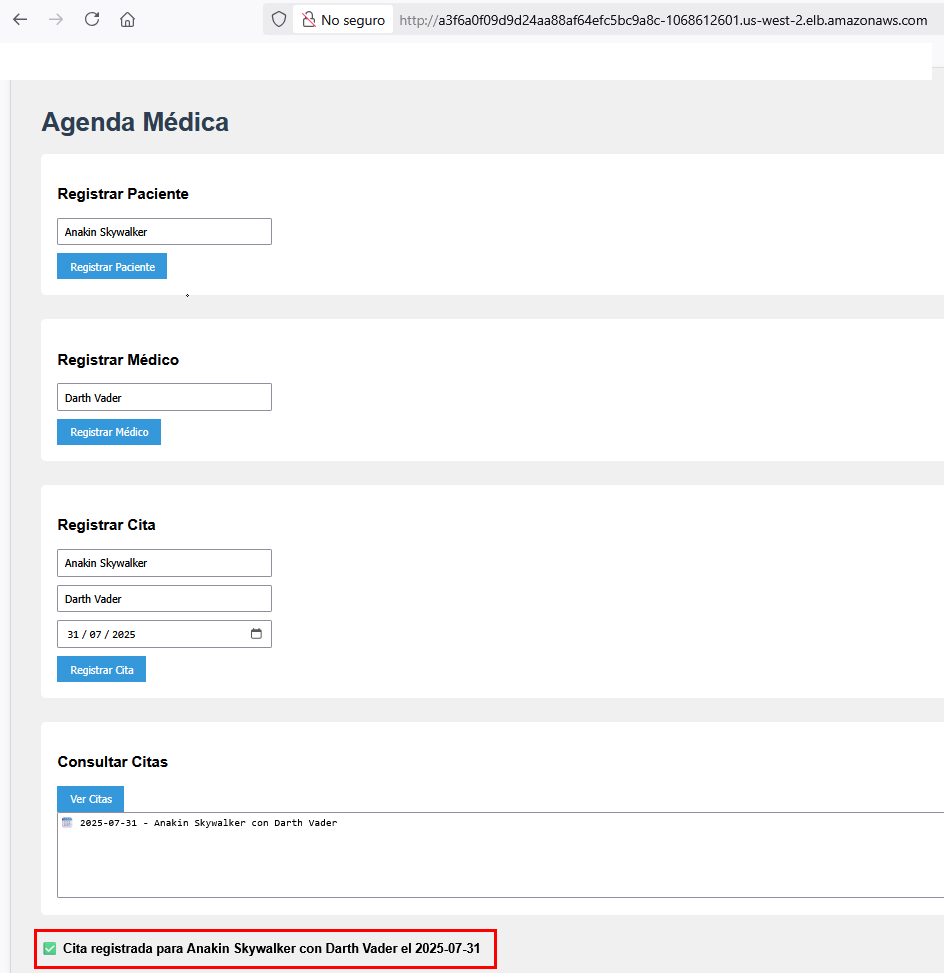 No seguro
http://a3f6a0f09d9d24aa88af64efc5bc9a8c-1068612601.us-west-2.elb.amazonaws.com
Agenda Médica
Registrar Paciente
Anakin Skywalker
Registrar Paciente
Registrar Médico
Darth Vader
Registrar Médico
Registrar Cita
Anakin Skywalker
Darth Vader
31 / 07 / 2025
Registrar Cita
Consultar Citas
Ver Citas
2025-07-31 - Anakin Skywalker con Darth Vader
Cita registrada para Anakin Skywalker con Darth Vader el 2025-07-31